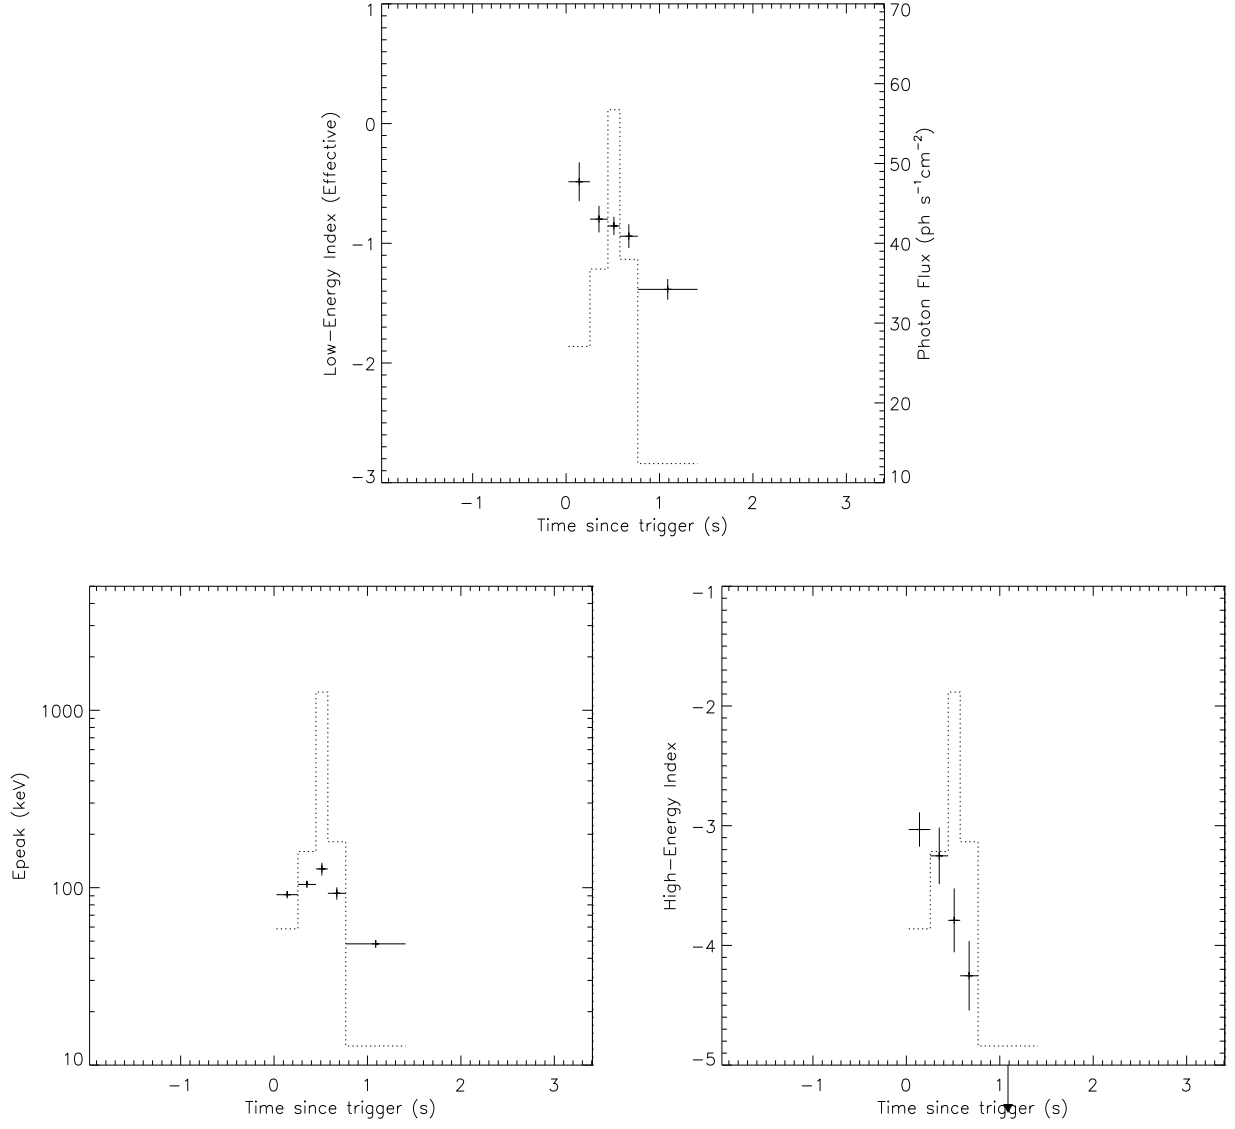 1
0
−1
−2
−3
Low−Energy Index (Effective)
70
60
50
40
30
20
10
Photon Flux (ph s⁻¹cm⁻²)
−1 0 1 2 3
Time since trigger (s)
1000
100
10
Epeak (keV)
−1 0 1 2 3
Time since trigger (s)
−1
−2
−3
−4
−5
High−Energy Index
−1 0 1 2 3
Time since trigger (s)